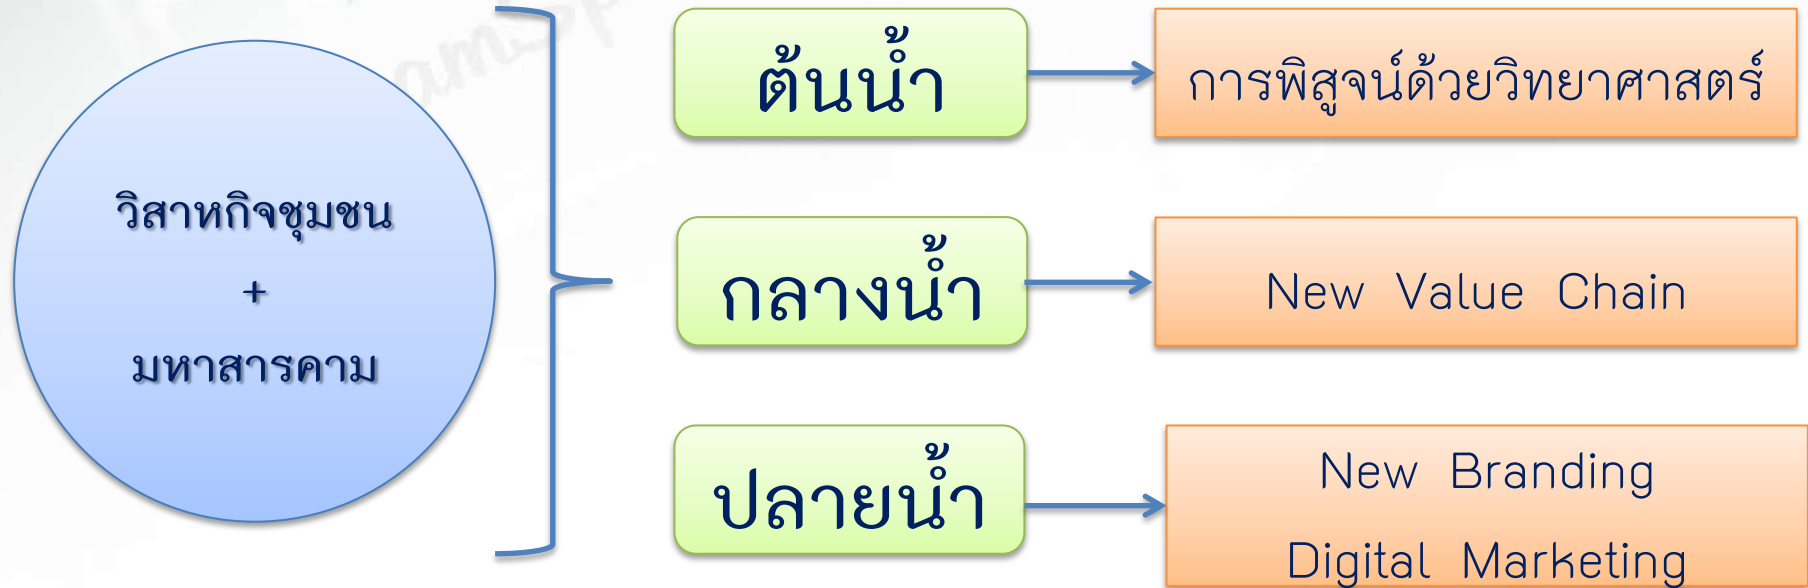 วิสาหกิจชุมชน
+
มหาสารคาม
ต้นน้ำ
การพิสูจน์ด้วยวิทยาศาสตร์
กลางน้ำ
New Value Chain
ปลายน้ำ
New Branding
Digital Marketing